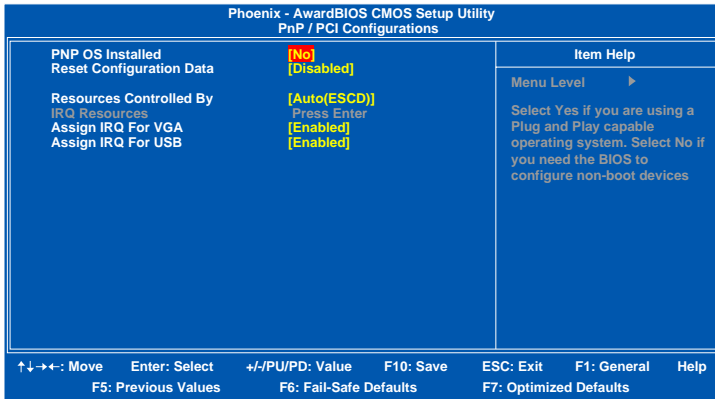 Phoenix - AwardBIOS CMOS Setup Utility
PnP / PCI Configurations
PNP OS Installed [No]
Reset Configuration Data [Disabled]
Resources Controlled By [Auto(ESCD)]
IRQ Resources Press Enter
Assign IRQ For VGA [Enabled]
Assign IRQ For USB [Enabled]
Item Help
Menu Level ▶
Select Yes if you are using a
Plug and Play capable
operating system. Select No if
you need the BIOS to
configure non-boot devices
↑↓→←: Move Enter: Select +/-/PU/PD: Value F10: Save ESC: Exit F1: General Help
F5: Previous Values F6: Fail-Safe Defaults F7: Optimized Defaults